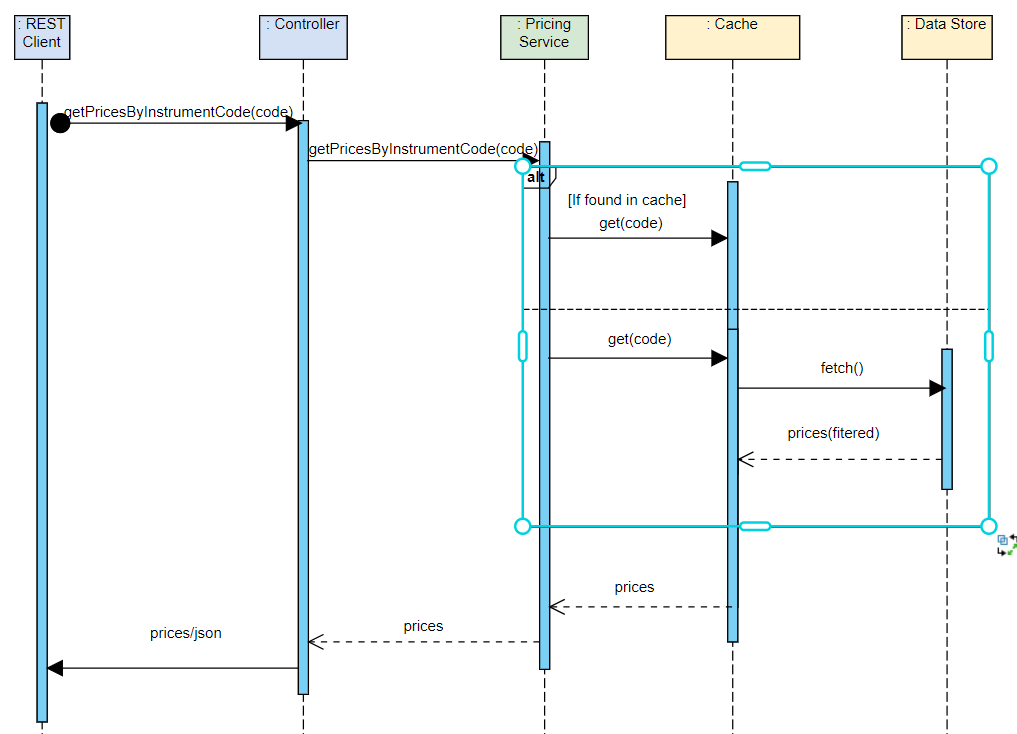 : REST
Client
: Controller
: Pricing
Service
: Cache
: Data Store
getPricesByInstrumentCode(code)
getPricesByInstrumentCode(code)
alt
[If found in cache]
get(code)
get(code)
fetch()
prices(fitered)
prices
prices
prices/json